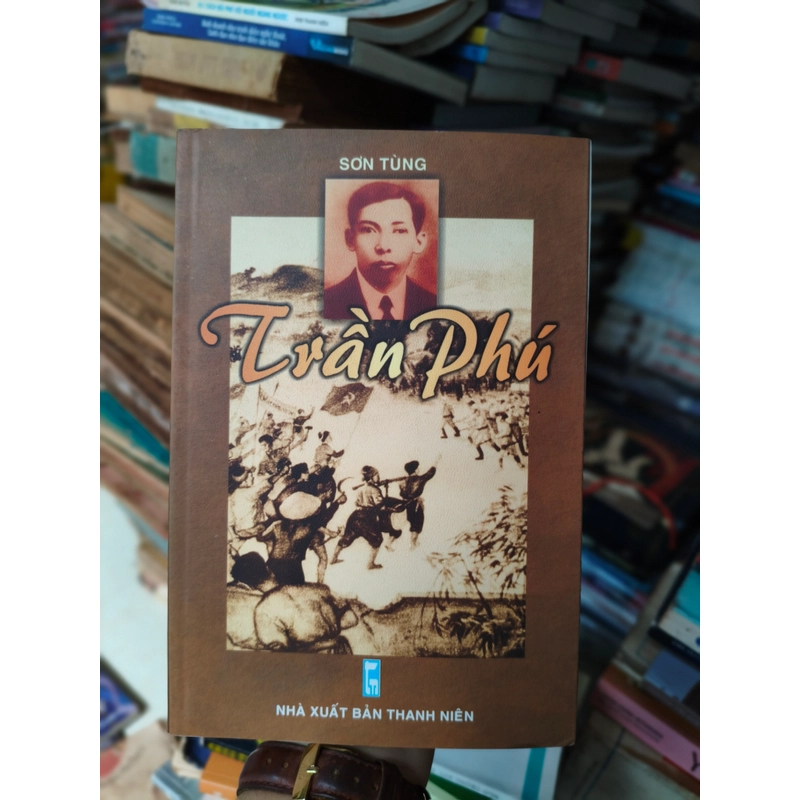 SƠN TÙNG
Trần Phú
NHÀ XUẤT BẢN THANH NIÊN